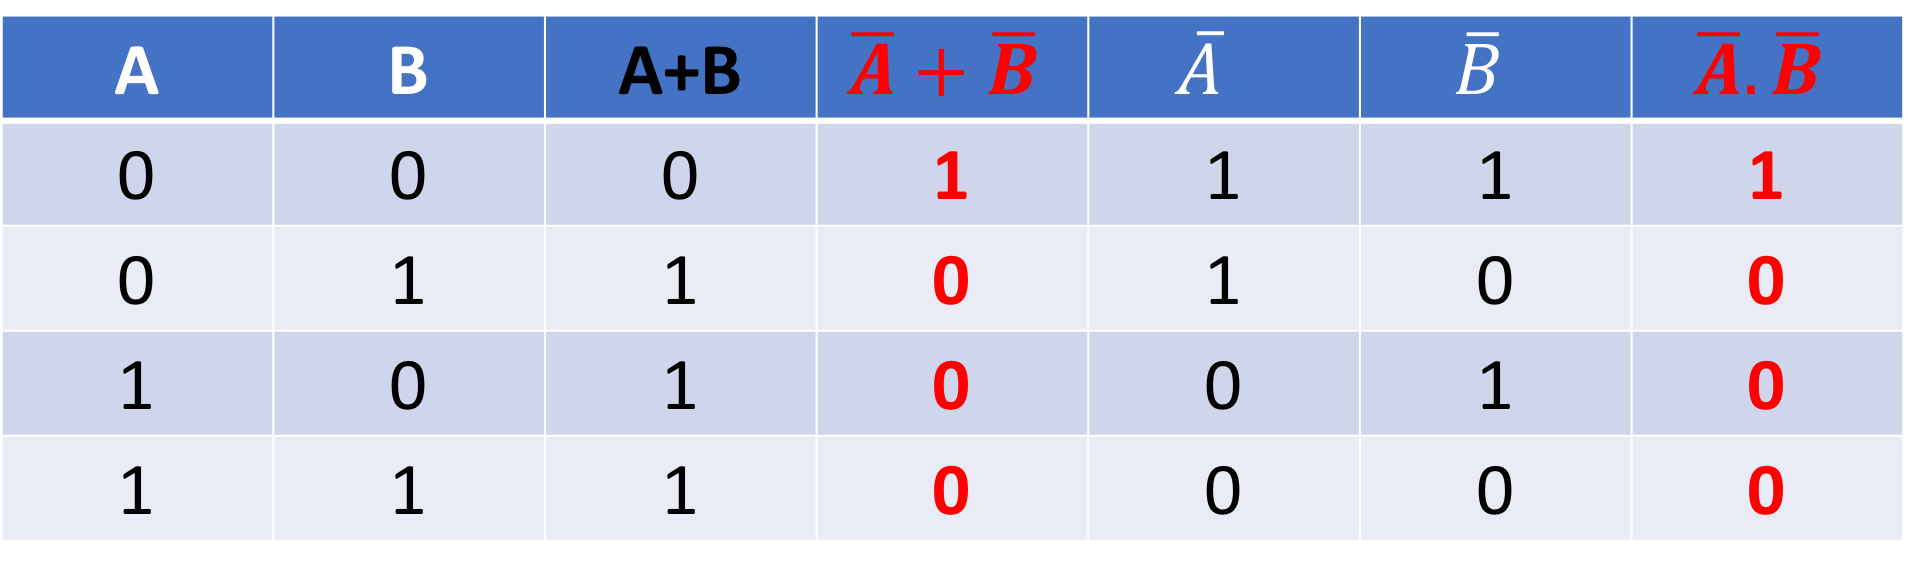 A B A+B A̅ + B̅ A̅ B̅ A̅. B̅
0 0 0 1 1 1 1
0 1 1 0 1 0 0
1 0 1 0 0 1 0
1 1 1 0 0 0 0